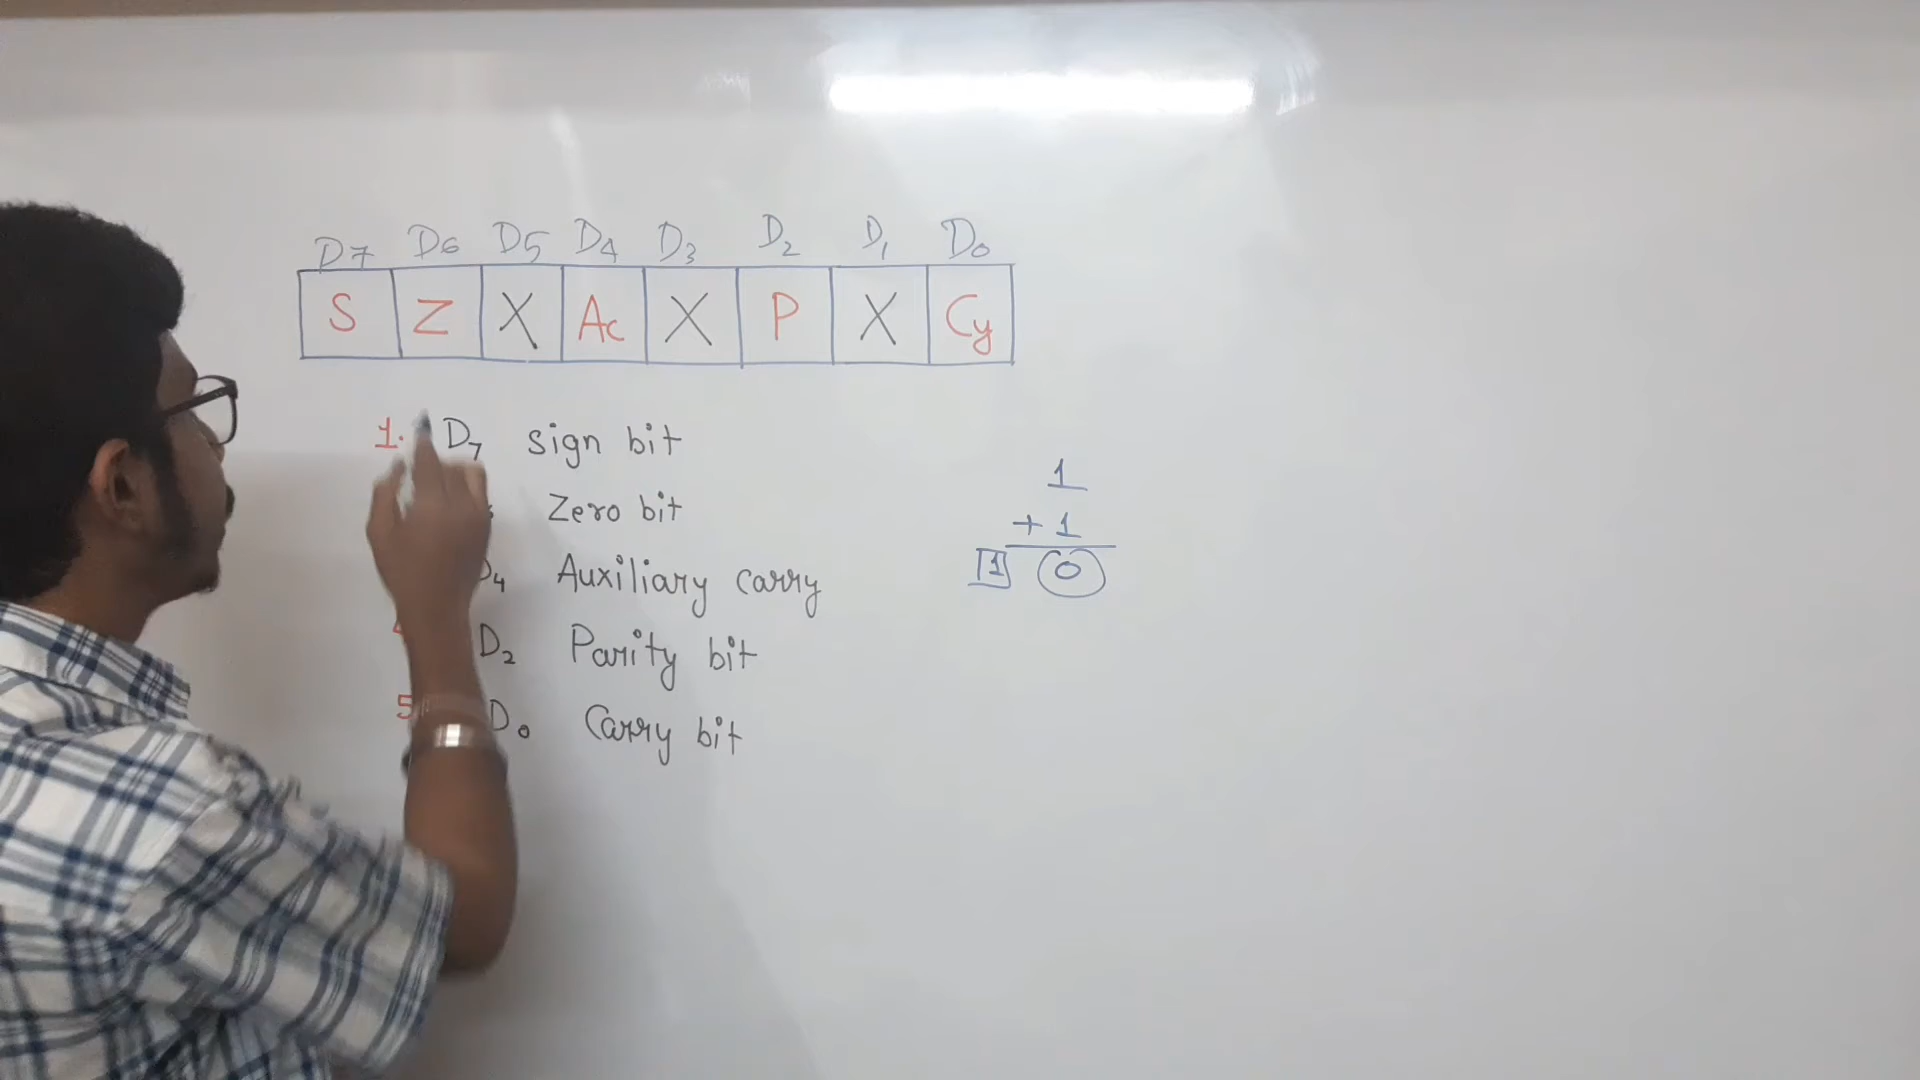 D7 D6 D5 D4 D3 D2 D1 D0
S Z X Ac X P X Cy
1. D7 sign bit
Zero bit
D4 Auxiliary carry
D2 Parity bit
5 D0 Carry bit
1
+ 1
1 0